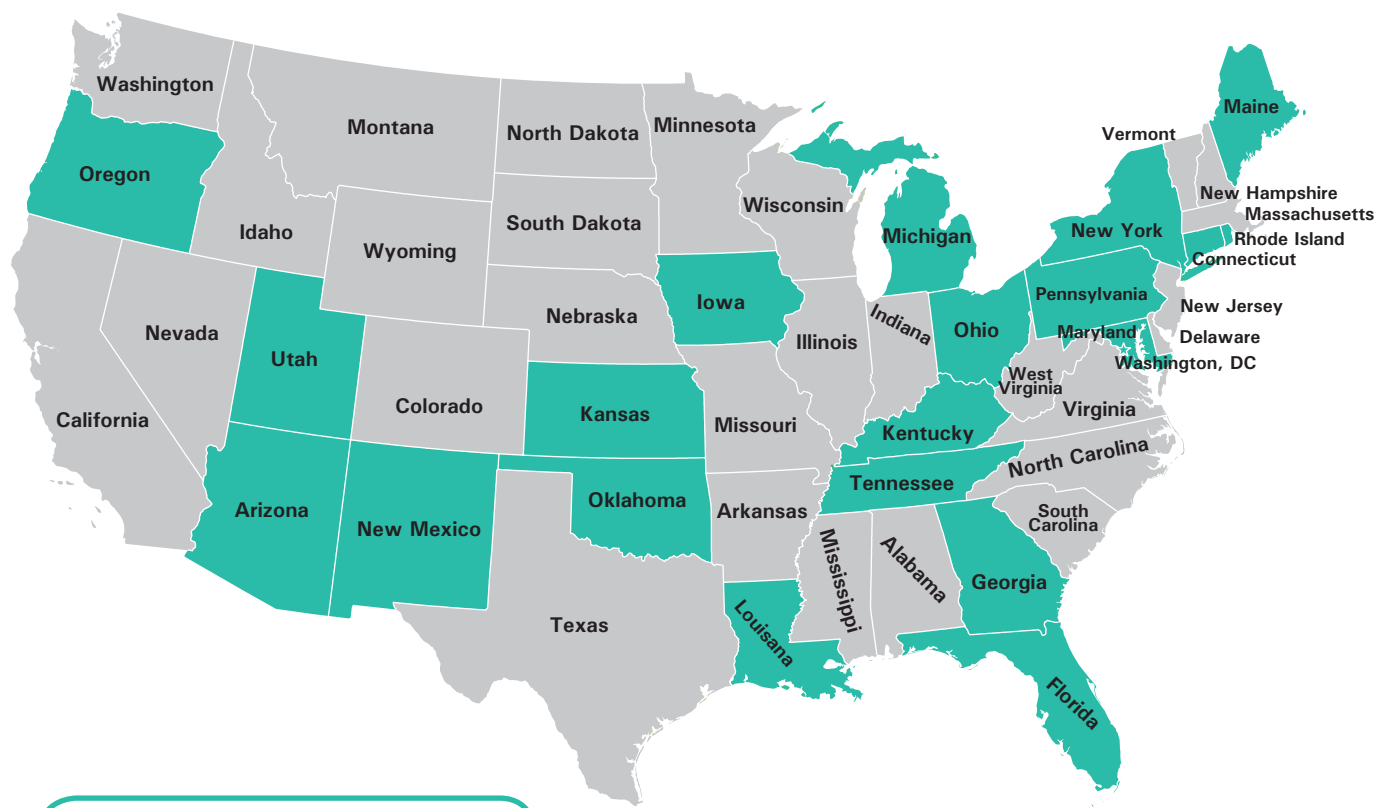 Washington
Maine
Montana
North Dakota
Minnesota
Vermont
Oregon
New Hampshire
Wisconsin
Massachusetts
South Dakota
Idaho
New York
Michigan
Rhode Island
Wyoming
Connecticut
Pennsylvania
Iowa
New Jersey
Nebraska
Indiana
Nevada
Ohio
Maryland
Delaware
Illinois
Utah
Washington, DC
West
Virginia
Colorado
Virginia
Kansas
California
Missouri
Kentucky
North Carolina
Tennessee
Oklahoma
Arizona
Arkansas
South
Carolina
New Mexico
Mississippi
Alabama
Georgia
Texas
Louisana
Florida